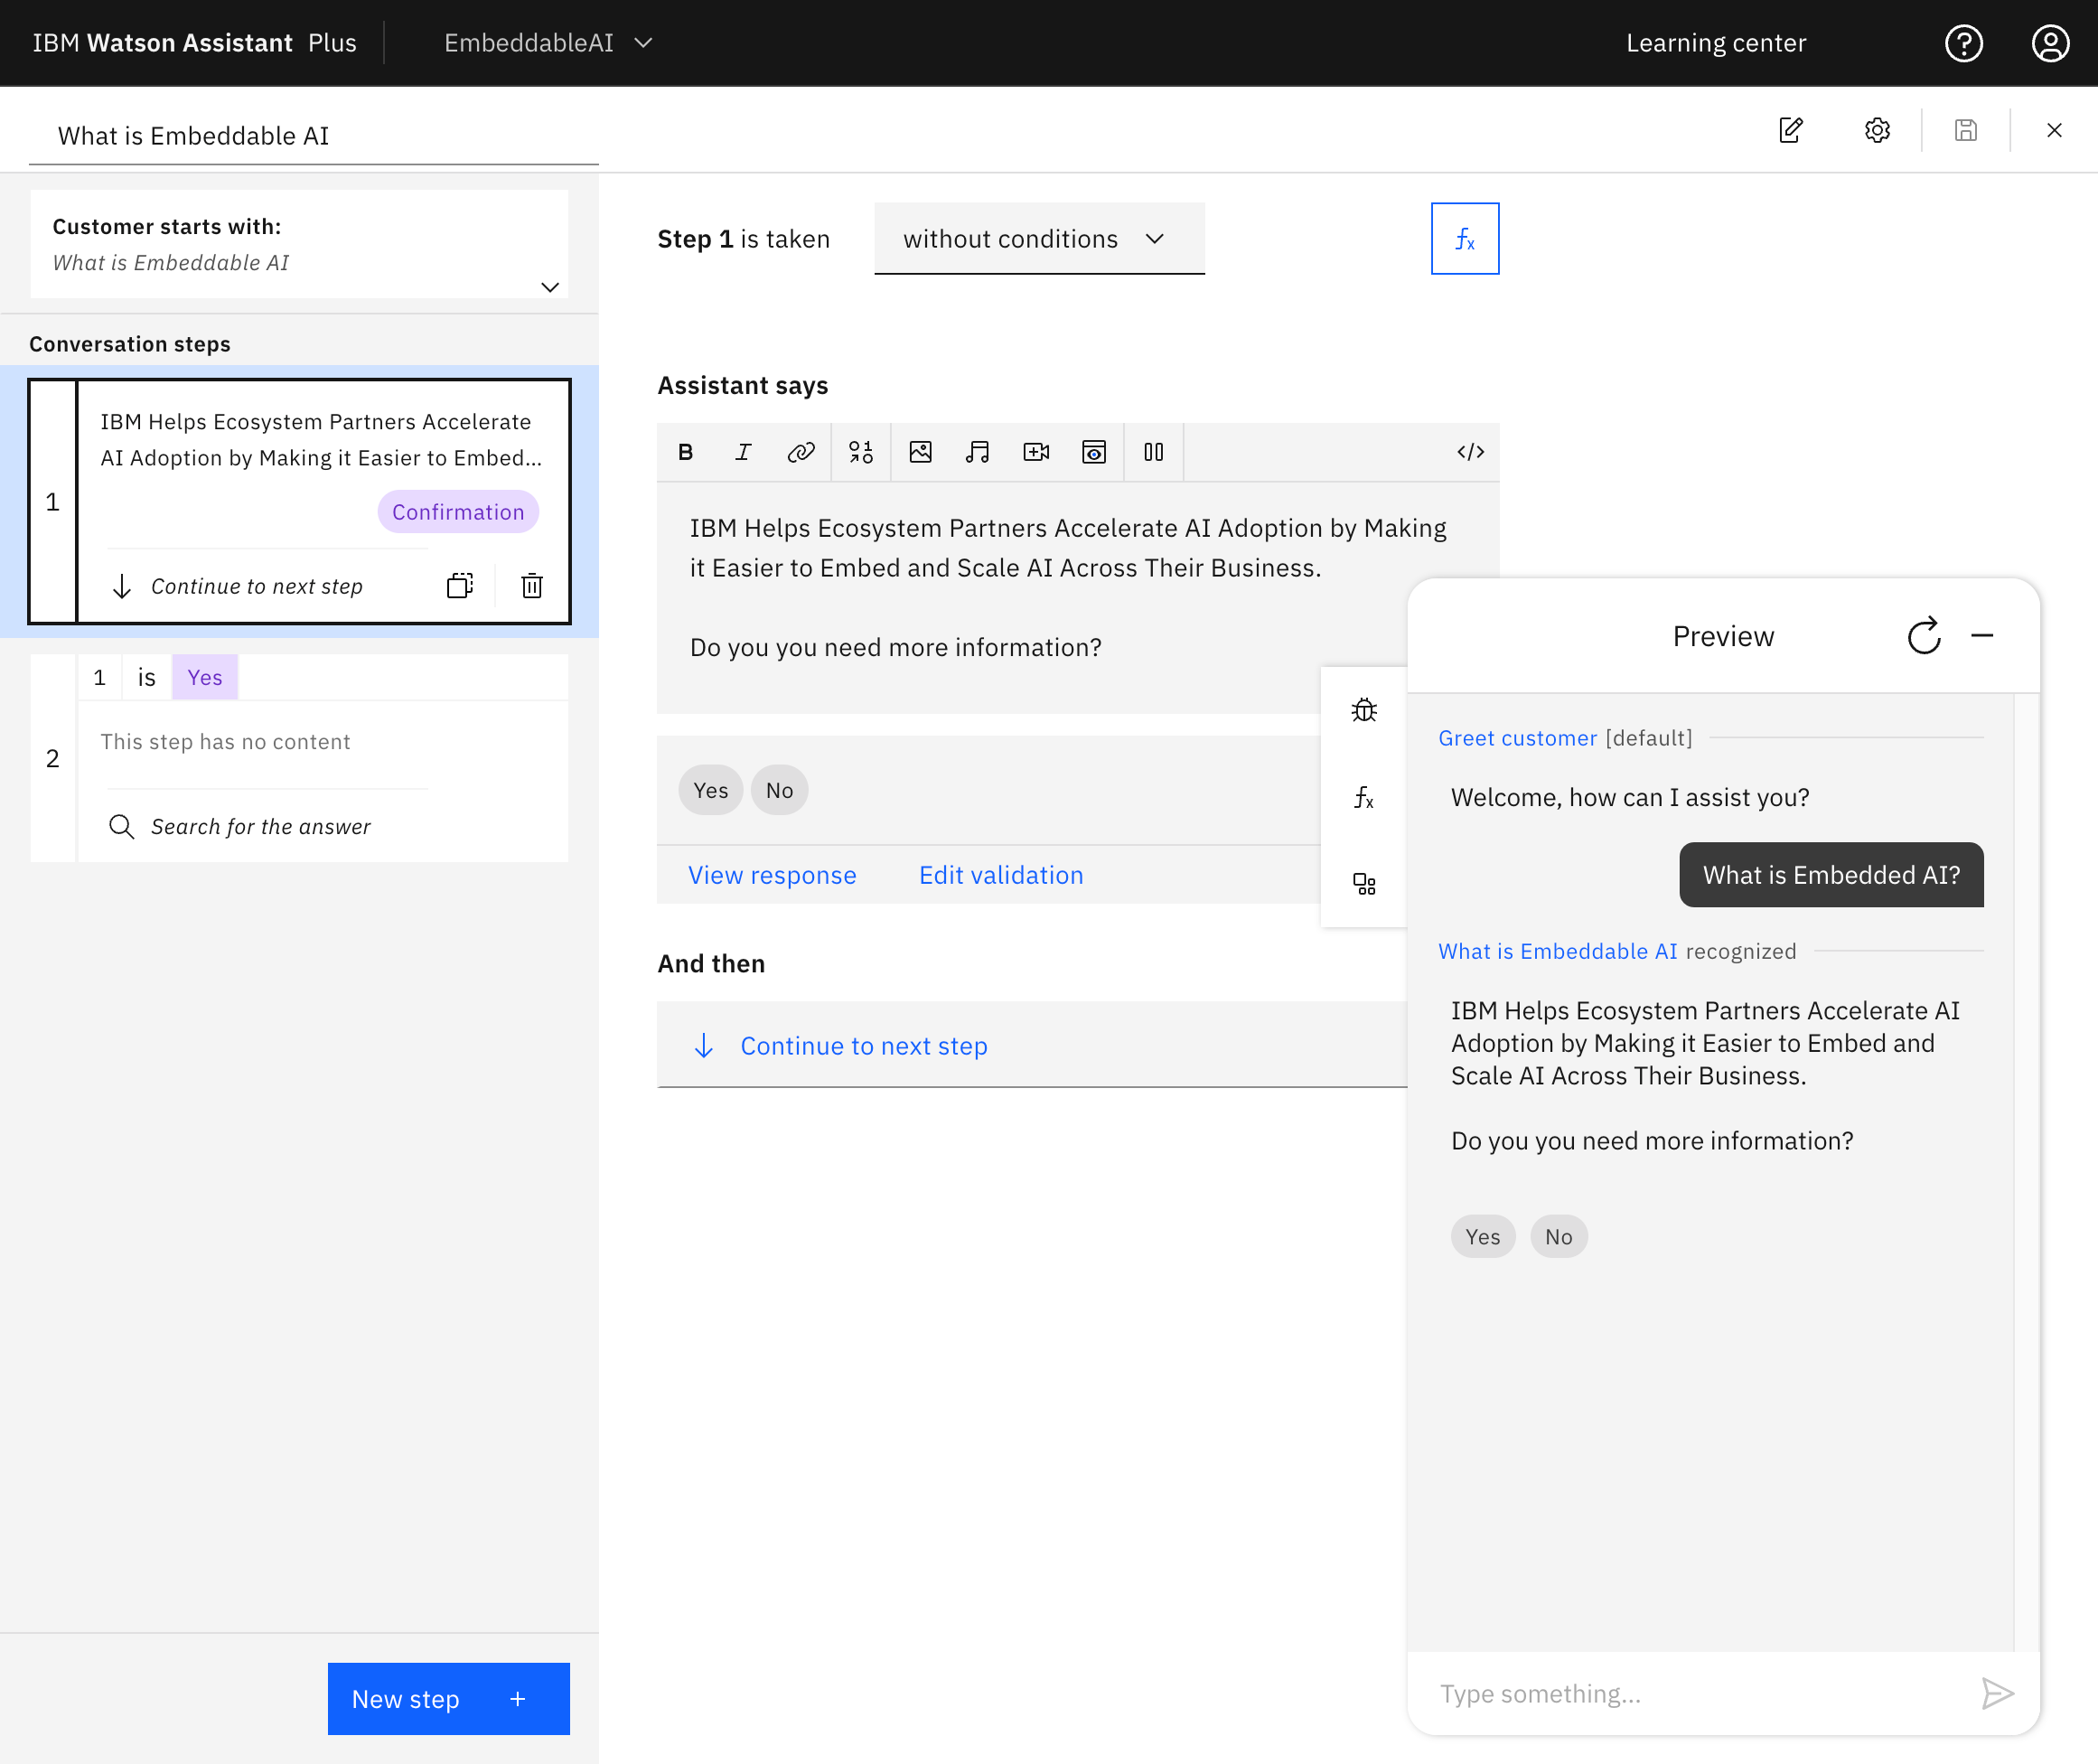 IBM Watson Assistant Plus
EmbeddableAI
Learning center
What is Embeddable AI
Customer starts with:
What is Embeddable AI
Conversation steps
1
IBM Helps Ecosystem Partners Accelerate
AI Adoption by Making it Easier to Embed...
Confirmation
Continue to next step
2
1 is Yes
This step has no content
Search for the answer
New step +
Step 1 is taken
without conditions
fx
Assistant says
B I </>
IBM Helps Ecosystem Partners Accelerate AI Adoption by Making
it Easier to Embed and Scale AI Across Their Business.
Do you you need more information?
Yes No
View response Edit validation
And then
Continue to next step
fx
Preview
Greet customer [default]
Welcome, how can I assist you?
What is Embedded AI?
What is Embeddable AI recognized
IBM Helps Ecosystem Partners Accelerate AI
Adoption by Making it Easier to Embed and
Scale AI Across Their Business.
Do you you need more information?
Yes No
Type something...